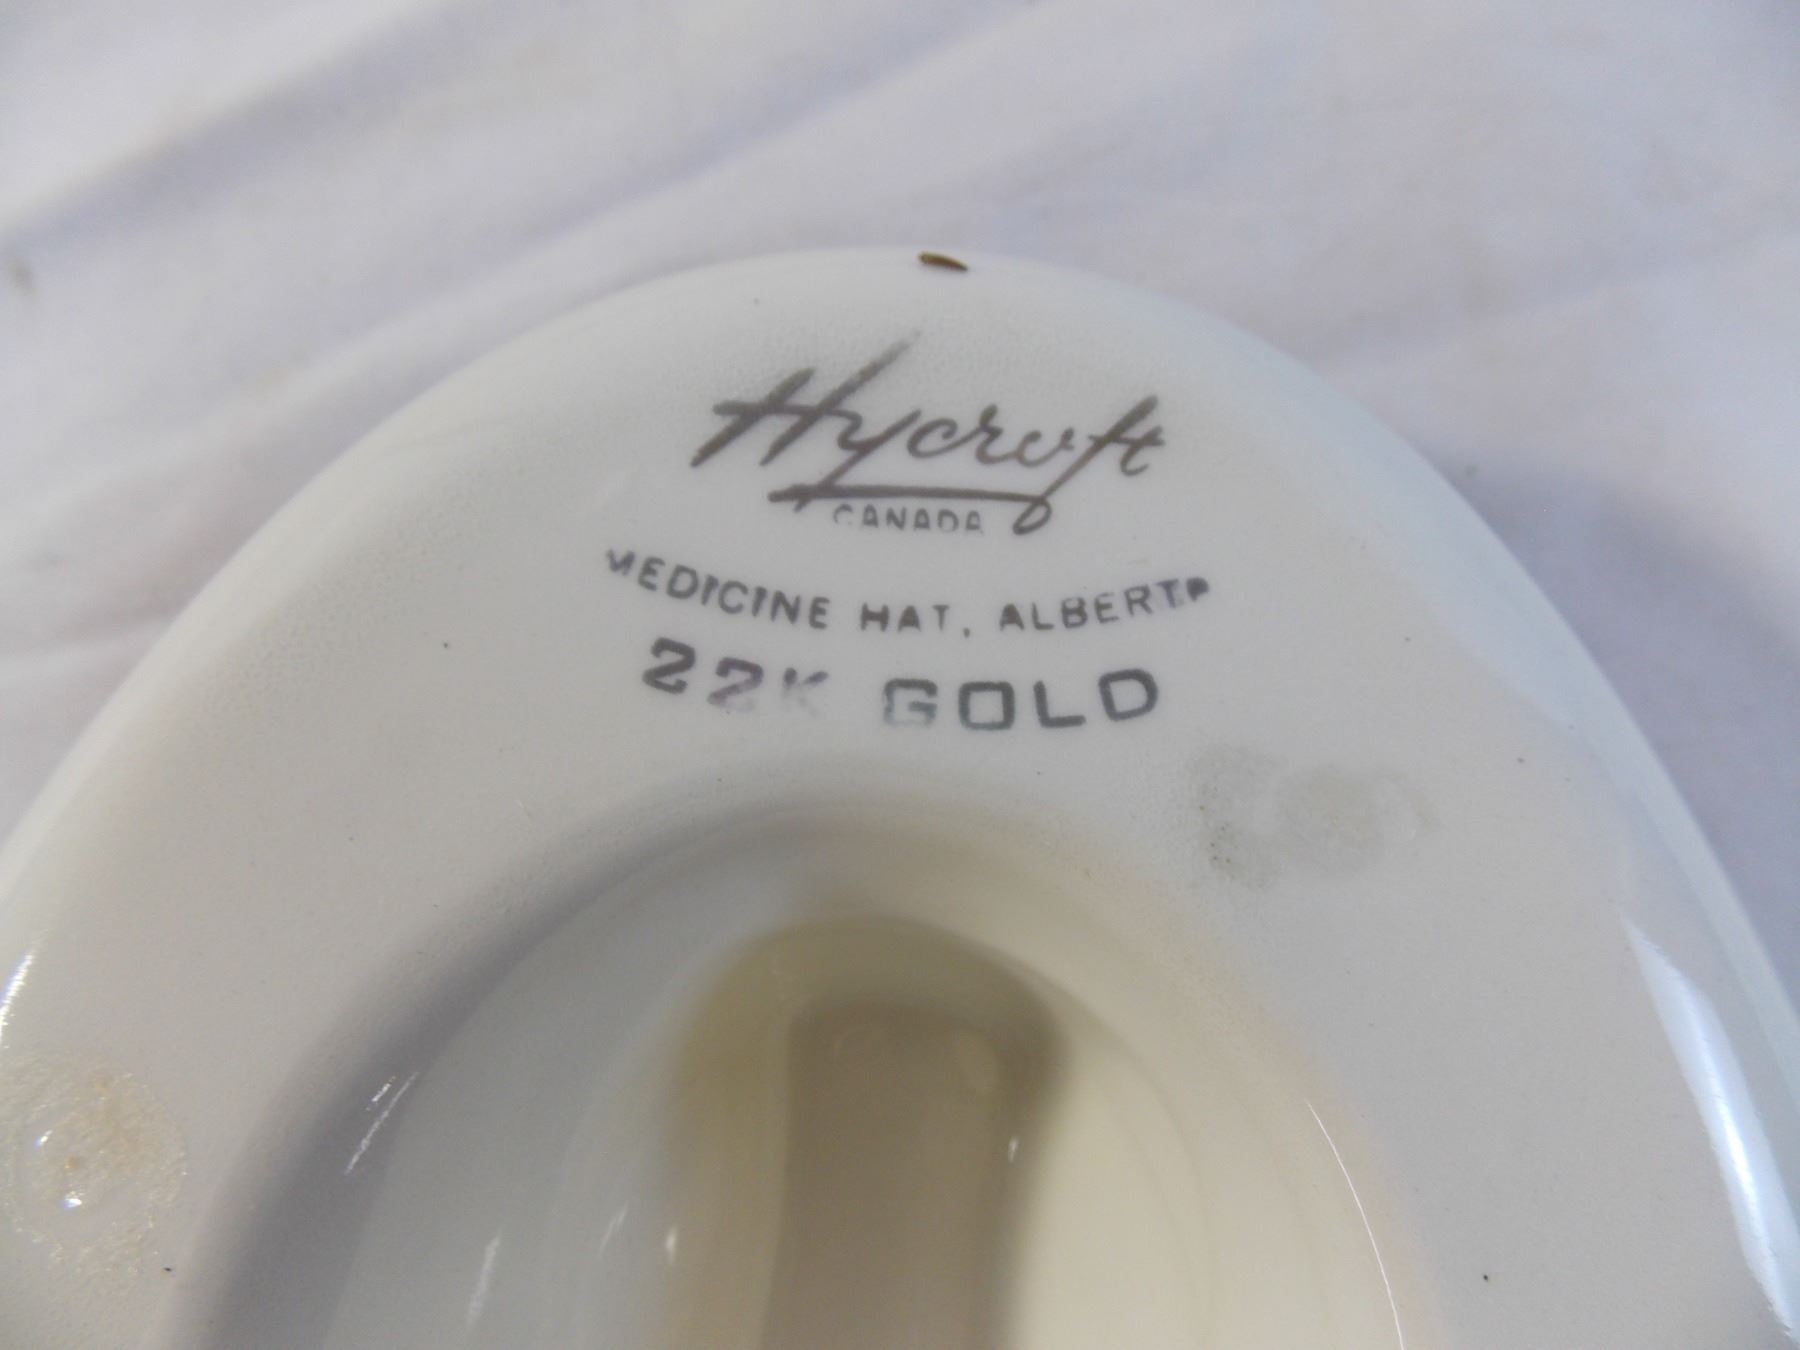 Hycroft
CANADA
MEDICINE HAT, ALBERTA
22K GOLD